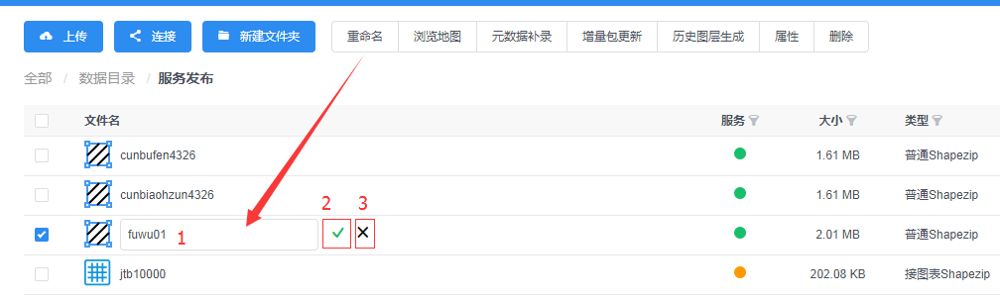 上传 连接 新建文件夹 重命名 浏览地图 元数据补录 增量包更新 历史图层生成 属性 删除
全部 / 数据目录 / 服务发布
文件名 服务 大小 类型
cunbufen4326 1.61 MB 普通Shapezip
cunbiaohzun4326 1.61 MB 普通Shapezip
2 3
fuwu01 1 2.01 MB 普通Shapezip
jtb10000 202.08 KB 接图表Shapezip